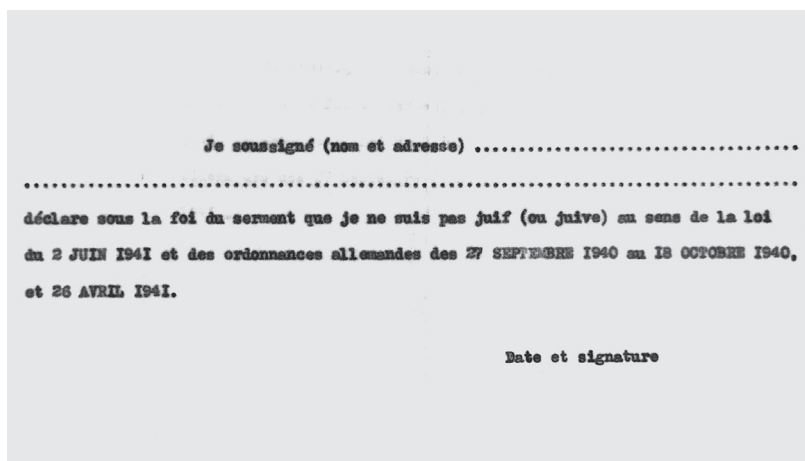 Je soussigné (nom et adresse) ...................................
....................................................................................
déclare sous la foi du serment que je ne suis pas juif (ou juive) au sens de la loi
du 2 JUIN I94I et des ordonnances allemandes des 27 SEPTEMBRE I940 au I8 OCTOBRE I940,
et 26 AVRIL I94I.
Date et signature